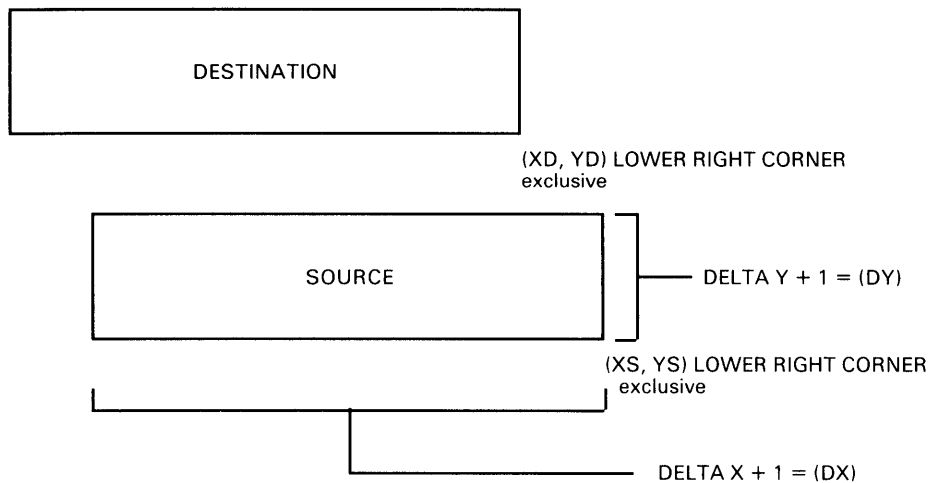 DESTINATION
(XD, YD) LOWER RIGHT CORNER
exclusive
SOURCE
DELTA Y + 1 = (DY)
(XS, YS) LOWER RIGHT CORNER
exclusive
DELTA X + 1 = (DX)